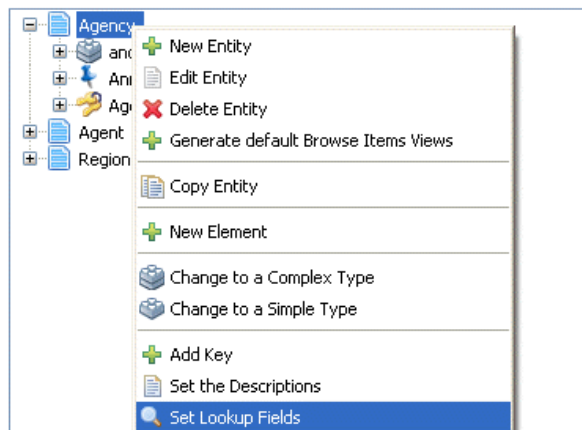 Agency
New Entity
Edit Entity
Delete Entity
Generate default Browse Items Views
Agent
Region
Copy Entity
New Element
Change to a Complex Type
Change to a Simple Type
Add Key
Set the Descriptions
Set Lookup Fields